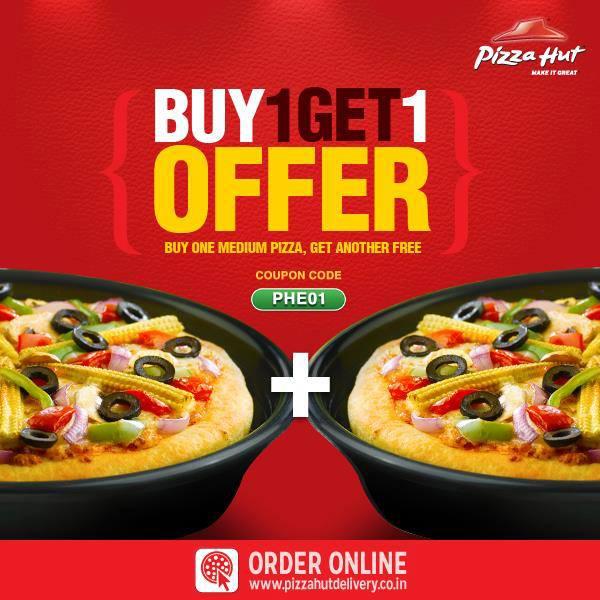 Pizza Hut
MAKE IT GREAT
BUY1GET1
OFFER
BUY ONE MEDIUM PIZZA, GET ANOTHER FREE
COUPON CODE
PHE01
+
ORDER ONLINE
www.pizzahutdelivery.co.in